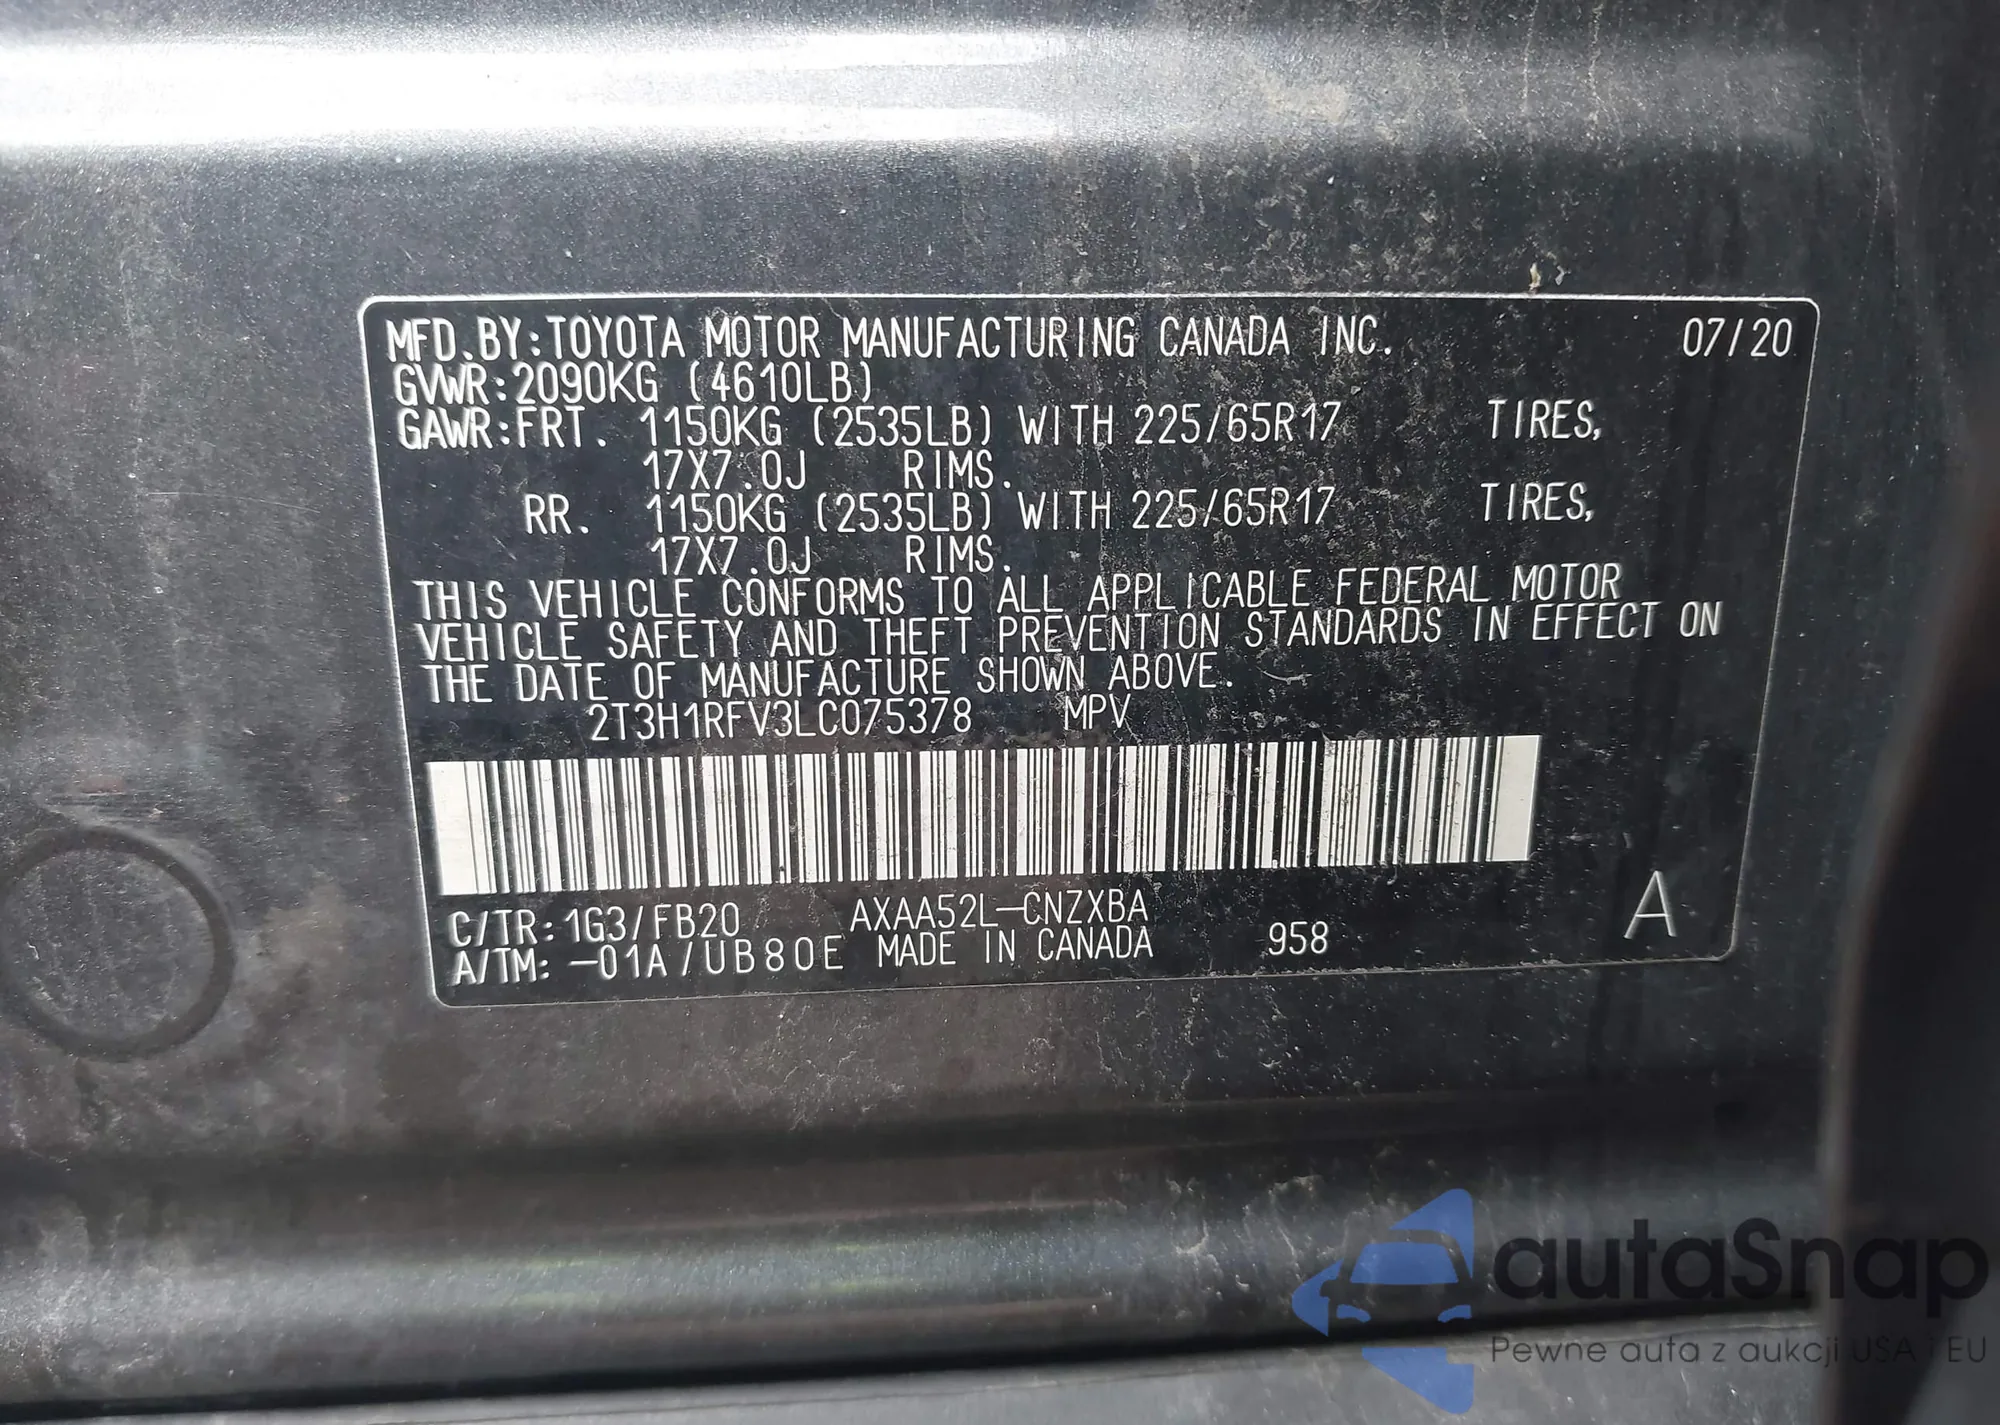 MFD.BY:TOYOTA MOTOR MANUFACTURING CANADA INC. 07/20
GVWR:2090KG (4610LB)
GAWR:FRT. 1150KG (2535LB) WITH 225/65R17 TIRES,
17X7.0J RIMS.
RR. 1150KG (2535LB) WITH 225/65R17 TIRES,
17X7.0J RIMS.
THIS VEHICLE CONFORMS TO ALL APPLICABLE FEDERAL MOTOR
VEHICLE SAFETY AND THEFT PREVENTION STANDARDS IN EFFECT ON
THE DATE OF MANUFACTURE SHOWN ABOVE.
2T3H1RFV3LC075378 MPV
C/TR:1G3/FB20 AXAA52L-CNZXBA
A/TM:-01A/UB80E MADE IN CANADA 958 A
autaSnap
Pewne auta z aukcji USA i EU